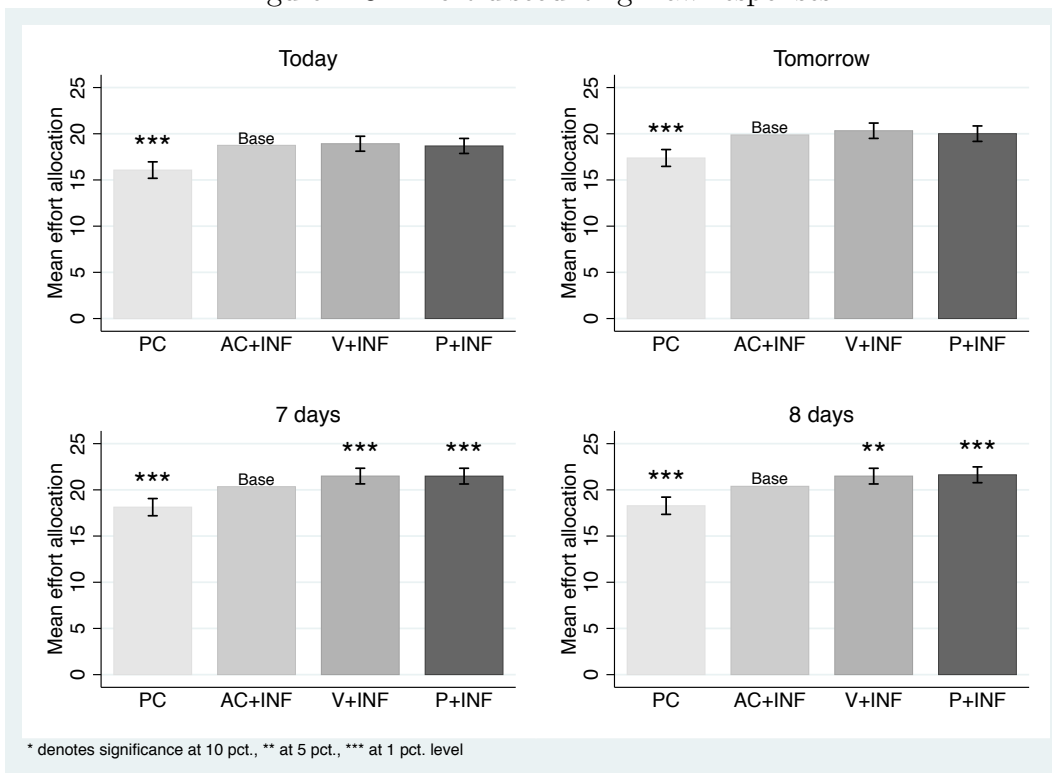 Today
Mean effort allocation
25
20
15
10
5
0
***
Base
PC
AC+INF
V+INF
P+INF
Tomorrow
Mean effort allocation
25
20
15
10
5
0
***
Base
PC
AC+INF
V+INF
P+INF
7 days
Mean effort allocation
25
20
15
10
5
0
***
Base
***
***
PC
AC+INF
V+INF
P+INF
8 days
Mean effort allocation
25
20
15
10
5
0
***
Base
**
***
PC
AC+INF
V+INF
P+INF
* denotes significance at 10 pct., ** at 5 pct., *** at 1 pct. level